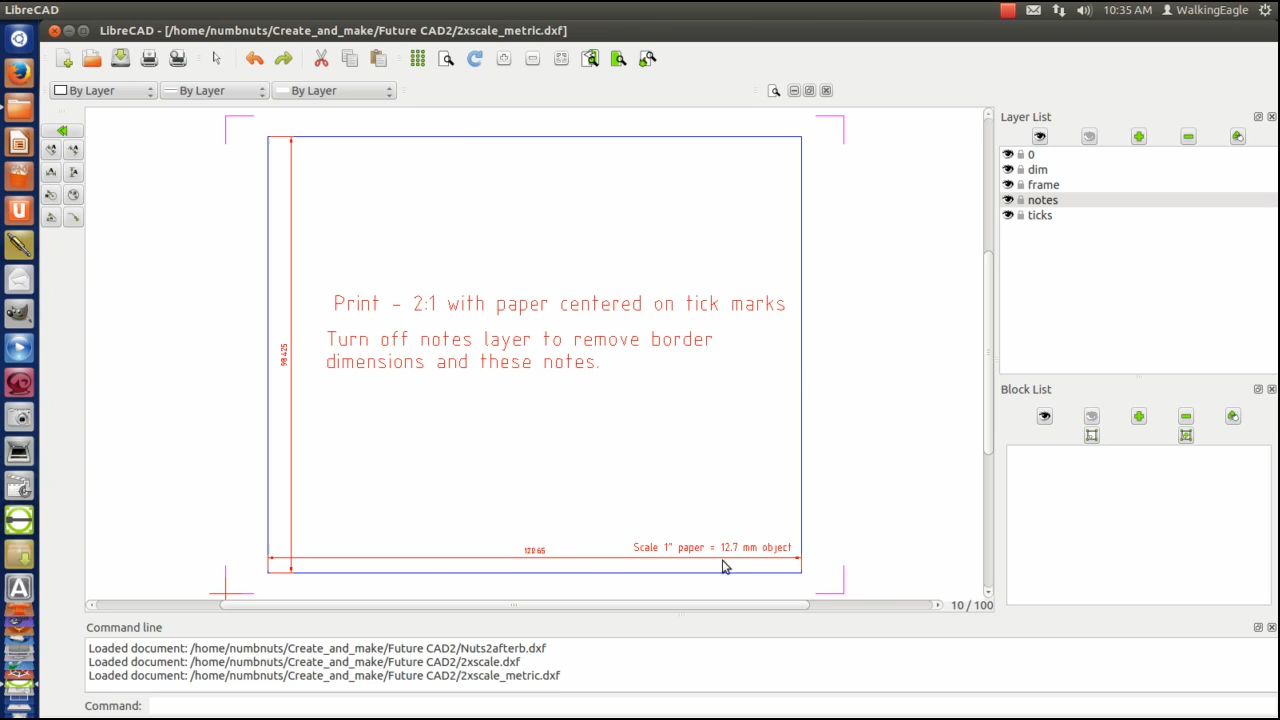 LibreCAD
10:35 AM
WalkingEagle
LibreCAD - [/home/numbnuts/Create_and_make/Future CAD2/2xscale_metric.dxf]
By Layer
By Layer
By Layer
Layer List
0
dim
frame
notes
ticks
Print - 2:1 with paper centered on tick marks
Turn off notes layer to remove border
dimensions and these notes.
98.425
120.65
Scale 1" paper = 12.7 mm object
Block List
10 / 100
Command line
Loaded document: /home/numbnuts/Create_and_make/Future CAD2/Nuts2afterb.dxf
Loaded document: /home/numbnuts/Create_and_make/Future CAD2/2xscale.dxf
Loaded document: /home/numbnuts/Create_and_make/Future CAD2/2xscale_metric.dxf
Command: